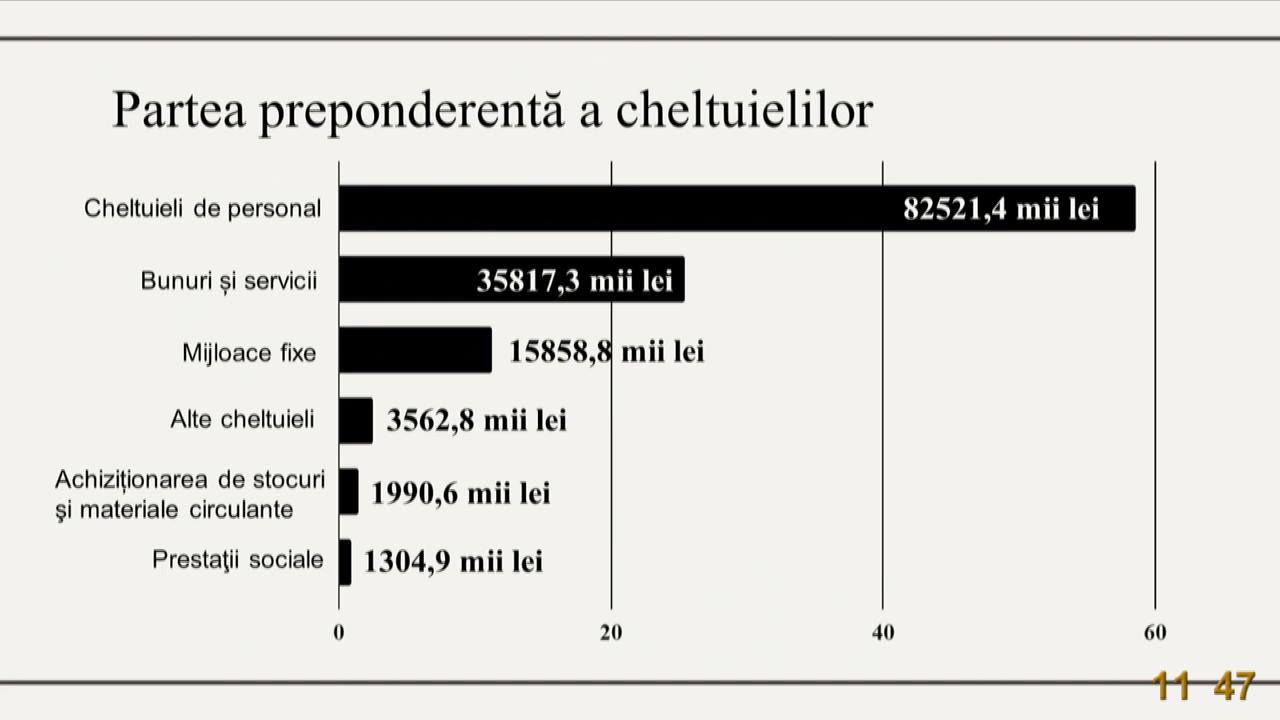 Partea preponderentă a cheltuielilor
Cheltuieli de personal
82521,4 mii lei
Bunuri și servicii
35817,3 mii lei
Mijloace fixe
15858,8 mii lei
Alte cheltuieli
3562,8 mii lei
Achiziționarea de stocuri
şi materiale circulante
1990,6 mii lei
Prestaţii sociale
1304,9 mii lei
0 20 40 60
11 47